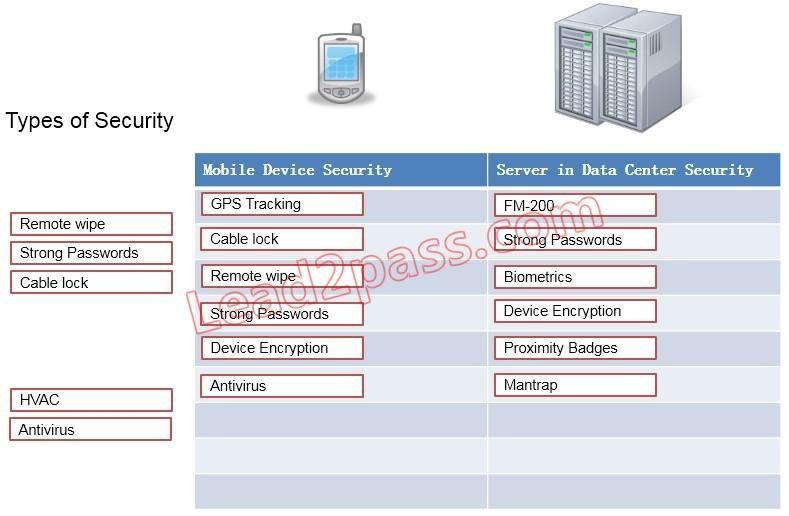 Types of Security
Mobile Device Security
Server in Data Center Security
GPS Tracking
FM-200
Remote wipe
Cable lock
Strong Passwords
Strong Passwords
Remote wipe
Biometrics
Cable lock
Strong Passwords
Device Encryption
Device Encryption
Proximity Badges
Antivirus
Mantrap
HVAC
Antivirus
Lead2pass.com